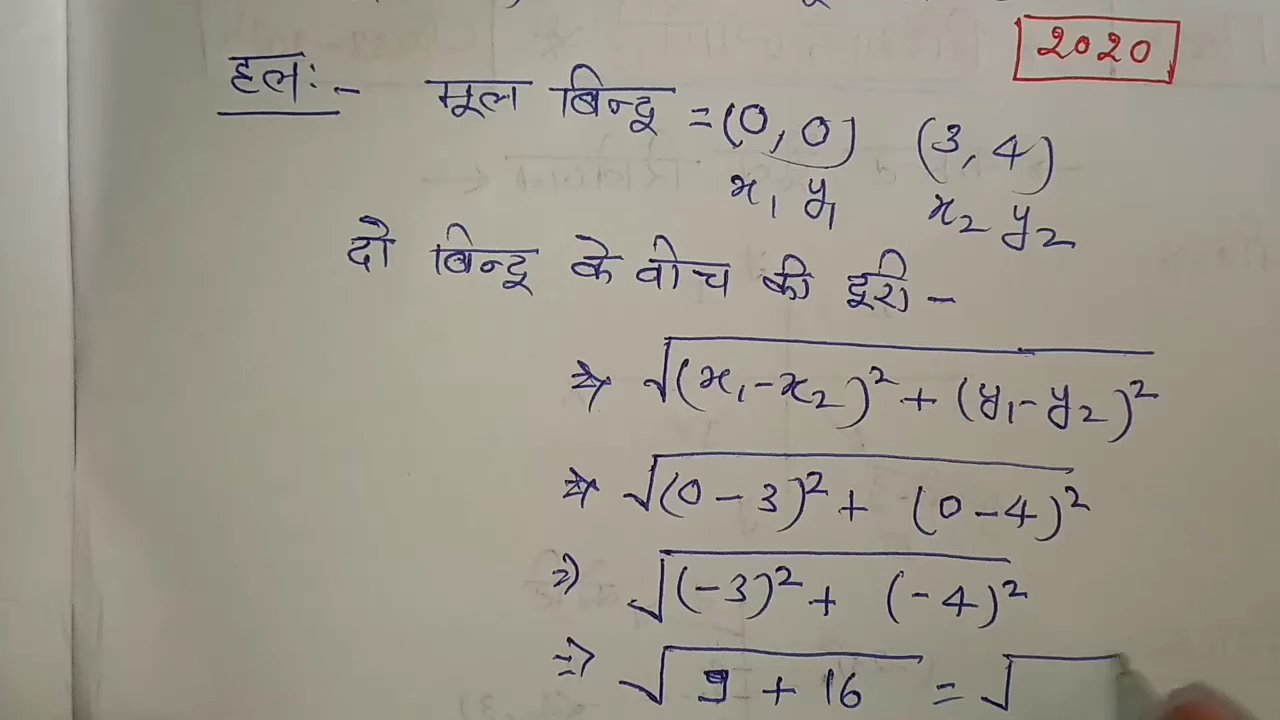 2020
हल:- मूल बिन्दू =(0,0) (3,4)
x₁ y₁ x₂ y₂
दो बिन्दू के बीच की दूरी -
⇒ √(x₁-x₂)² + (y₁-y₂)²
⇒ √(0-3)² + (0-4)²
⇒ √(-3)² + (-4)²
⇒ √9 + 16 = √